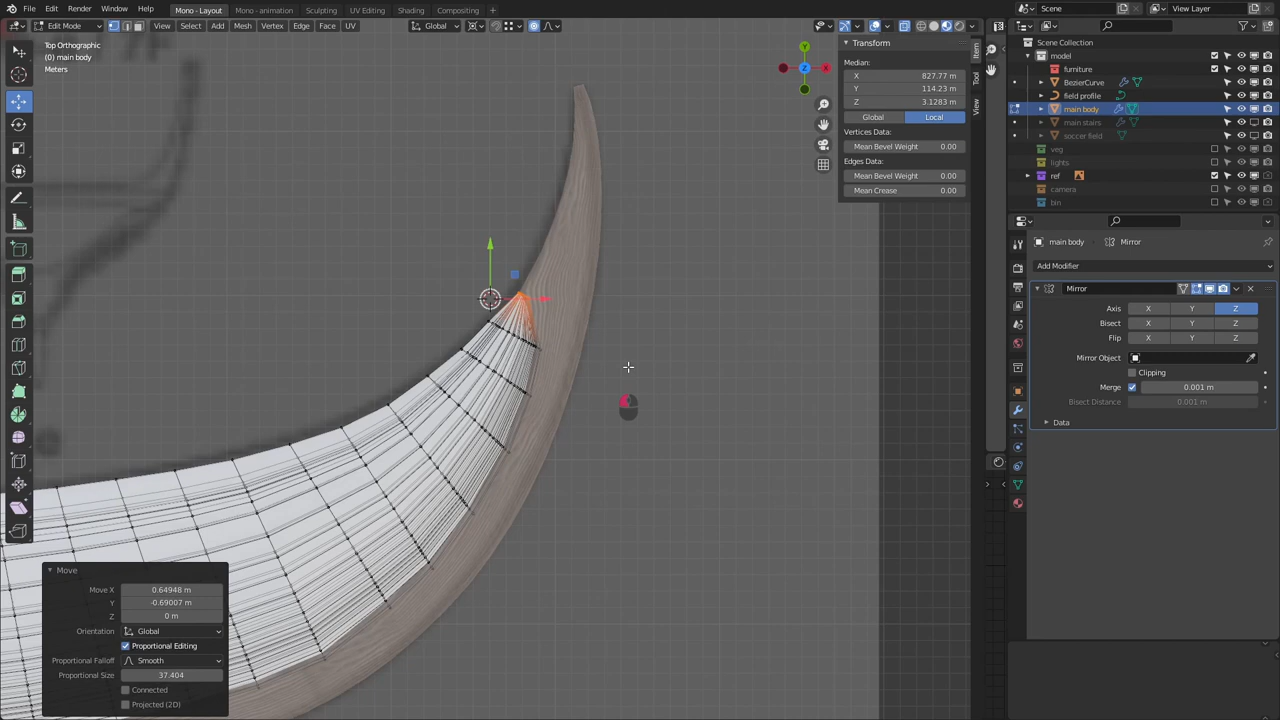 File Edit Render Window Help
Mono - Layout
Mono - animation
Sculpting
UV
Shading
Compositing
Scene
View Layer
Edit Mode
View Select Add Mesh Vertex Edge Face UV
Global
Top Orthographic
(0) main body
Meters
Y
X
Z
Item
Tool
View
Transform
Median:
X 827.77 m
Y 114.23 m
Z 3.1283 m
Global Local
Vertices Data:
Mean Bevel Weight 0.00
Edges Data:
Mean Bevel Weight 0.00
Mean Crease 0.00
Scene Collection
model
furniture
BezierCurve
field profile
main body
main stairs
soccer field
veg
lights
ref
camera
bin
main body Mirror
Add Modifier
Mirror
Axis X Y Z
Bisect X Y Z
Flip X Y Z
Mirror Object
Clipping
Merge 0.001 m
Bisect Distance 0.001 m
Data
Move
Move X 0.64948 m
Y -0.69007 m
Z 0 m
Orientation Global
Proportional Editing
Proportional Falloff Smooth
Proportional Size 37.404
Connected
Projected (2D)